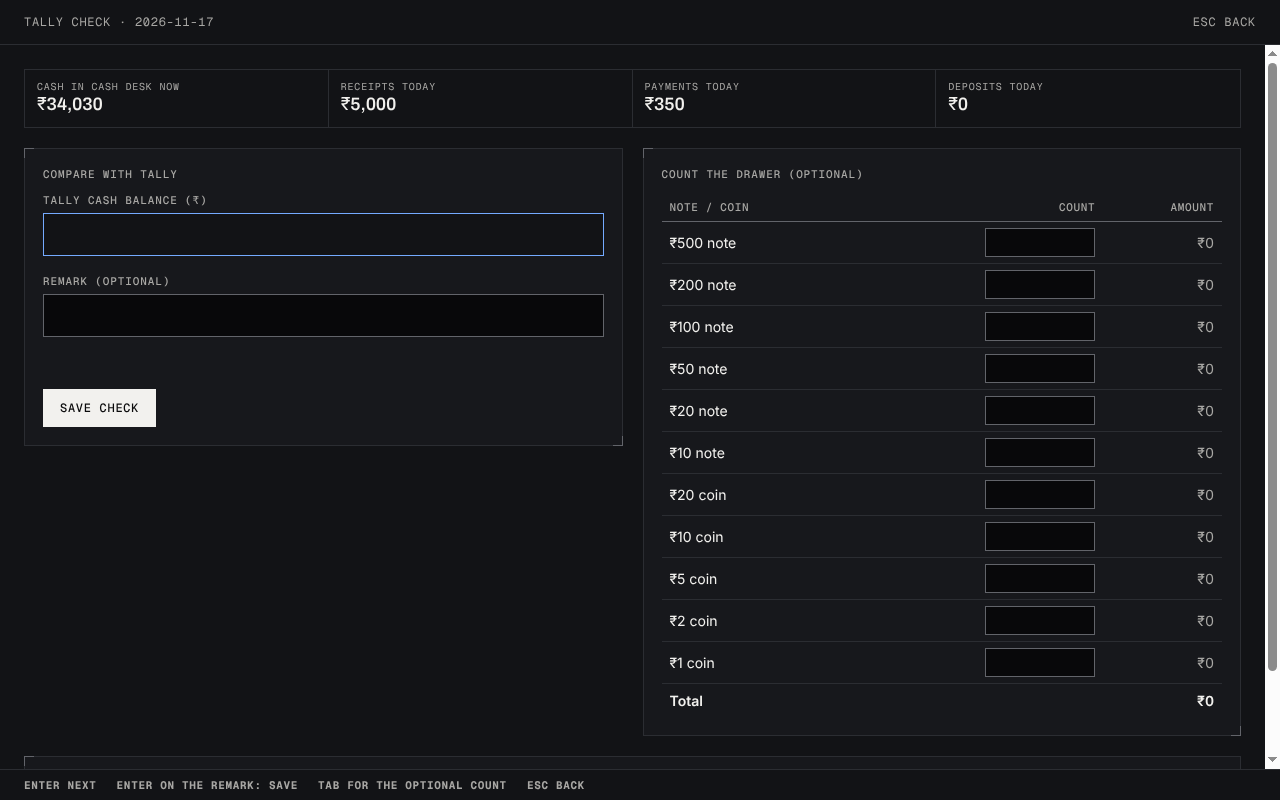 TALLY CHECK · 2026-11-17
ESC BACK
CASH IN CASH DESK NOW
₹34,030
RECEIPTS TODAY
₹5,000
PAYMENTS TODAY
₹350
DEPOSITS TODAY
₹0
COMPARE WITH TALLY
TALLY CASH BALANCE (₹)
REMARK (OPTIONAL)
SAVE CHECK
COUNT THE DRAWER (OPTIONAL)
NOTE / COIN COUNT AMOUNT
₹500 note ₹0
₹200 note ₹0
₹100 note ₹0
₹50 note ₹0
₹20 note ₹0
₹10 note ₹0
₹20 coin ₹0
₹10 coin ₹0
₹5 coin ₹0
₹2 coin ₹0
₹1 coin ₹0
Total ₹0
ENTER NEXT ENTER ON THE REMARK: SAVE TAB FOR THE OPTIONAL COUNT ESC BACK